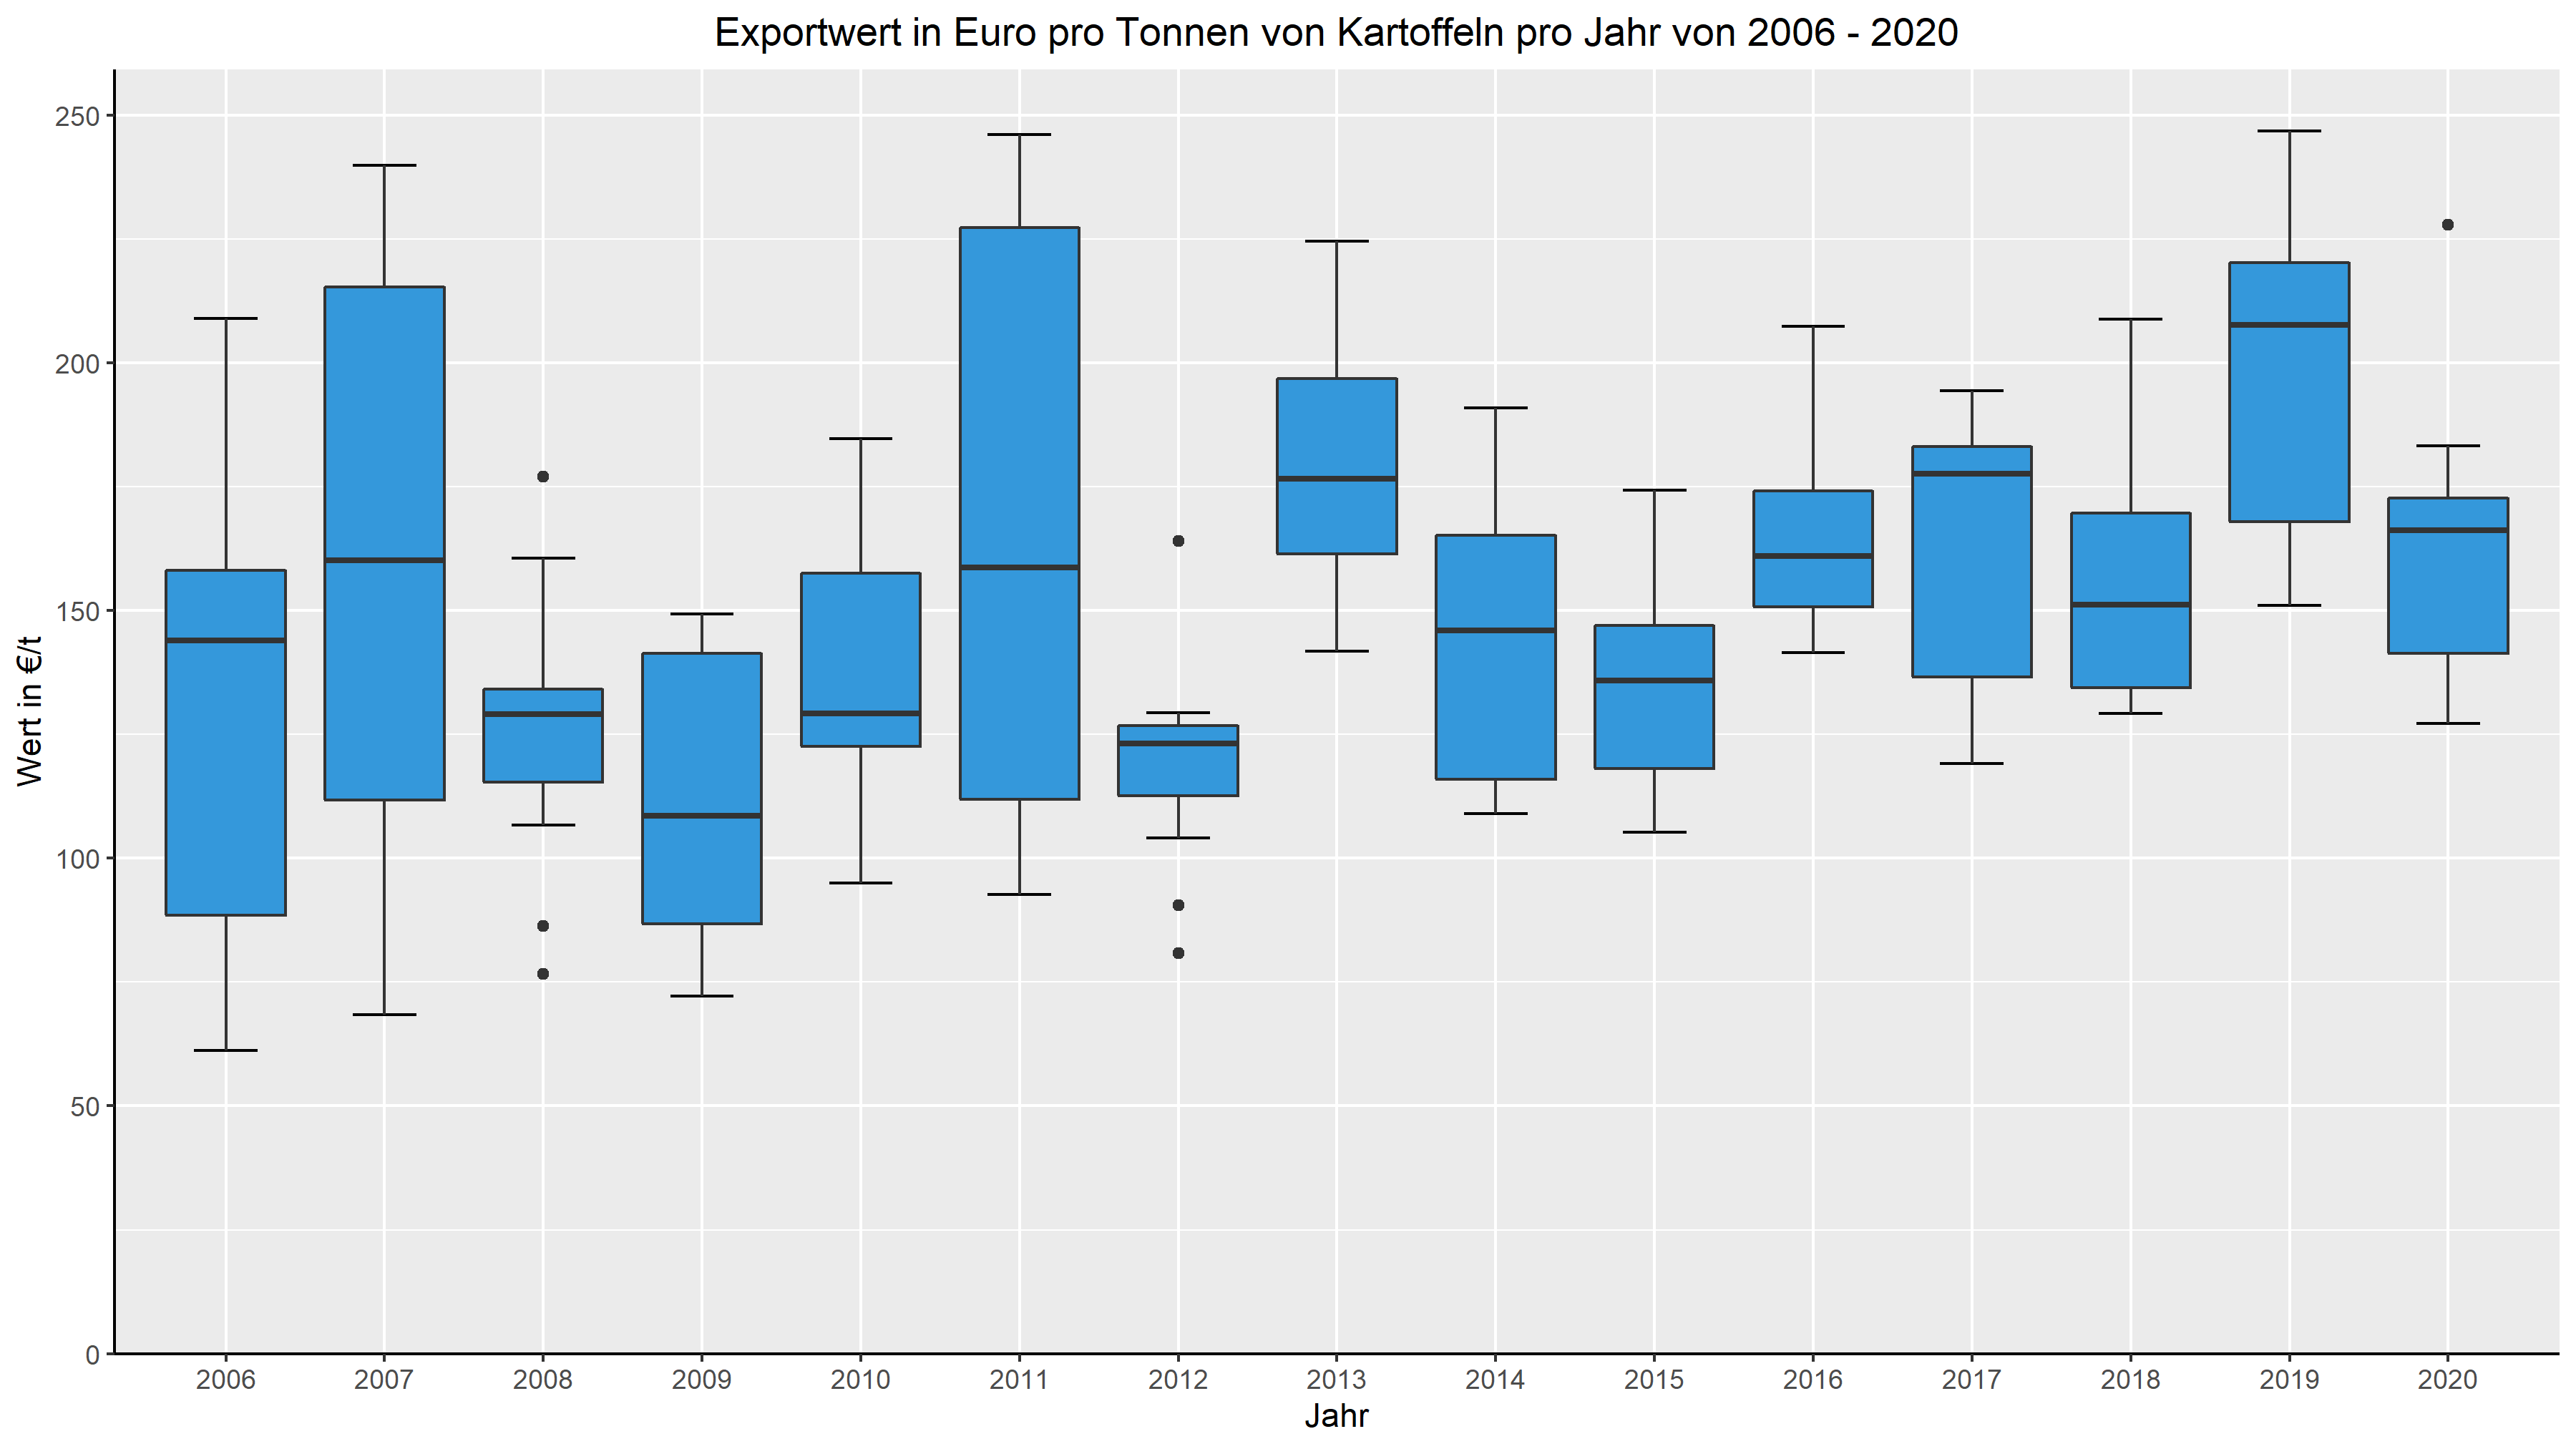 Exportwert in Euro pro Tonnen von Kartoffeln pro Jahr von 2006 - 2020
Wert in €/t
250
200
150
100
50
0
2006 2007 2008 2009 2010 2011 2012 2013 2014 2015 2016 2017 2018 2019 2020
Jahr